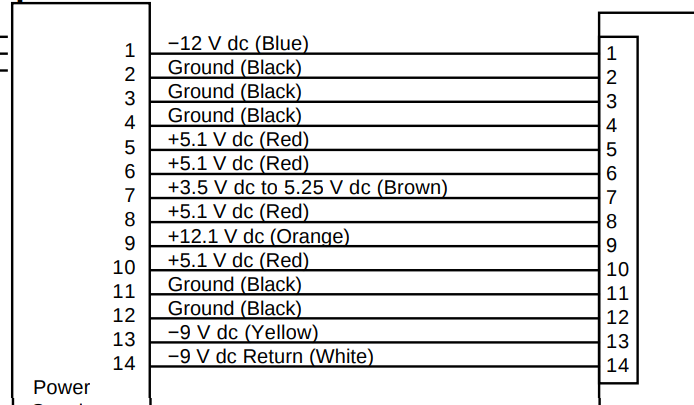 1 −12 V dc (Blue) 1
2 Ground (Black) 2
3 Ground (Black) 3
4 Ground (Black) 4
5 +5.1 V dc (Red) 5
6 +5.1 V dc (Red) 6
7 +3.5 V dc to 5.25 V dc (Brown) 7
8 +5.1 V dc (Red) 8
9 +12.1 V dc (Orange) 9
10 +5.1 V dc (Red) 10
11 Ground (Black) 11
12 Ground (Black) 12
13 −9 V dc (Yellow) 13
14 −9 V dc Return (White) 14
Power